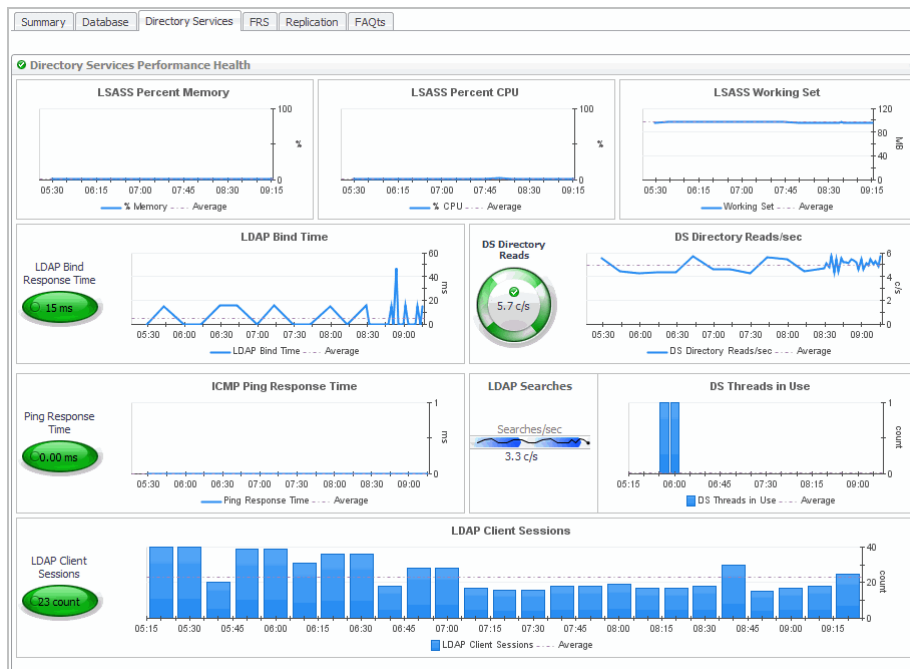 Summary Database Directory Services FRS Replication FAQts
Directory Services Performance Health
LSASS Percent Memory
100
%
0
05:30 06:15 07:00 07:45 08:30 09:15
% Memory Average
LSASS Percent CPU
100
%
0
05:30 06:15 07:00 07:45 08:30 09:15
% CPU Average
LSASS Working Set
120
80
MB
40
0
05:30 06:15 07:00 07:45 08:30 09:15
Working Set Average
LDAP Bind
Response Time
15 ms
LDAP Bind Time
60
40
ms
20
0
05:30 06:00 06:30 07:00 07:30 08:00 08:30 09:00
LDAP Bind Time Average
DS Directory
Reads
5.7 c/s
DS Directory Reads/sec
6
4
c/s
2
0
05:30 06:00 06:30 07:00 07:30 08:00 08:30 09:00
DS Directory Reads/sec Average
Ping Response
Time
0.00 ms
ICMP Ping Response Time
1
ms
0
05:30 06:00 06:30 07:00 07:30 08:00 08:30 09:00
Ping Response Time Average
LDAP Searches
Searches/sec
3.3 c/s
DS Threads in Use
1
count
0
05:15 06:00 06:45 07:30 08:15 09:00
DS Threads in Use Average
LDAP Client
Sessions
23 count
LDAP Client Sessions
40
20
count
0
05:15 05:30 05:45 06:00 06:15 06:30 06:45 07:00 07:15 07:30 07:45 08:00 08:15 08:30 08:45 09:00 09:15
LDAP Client Sessions Average